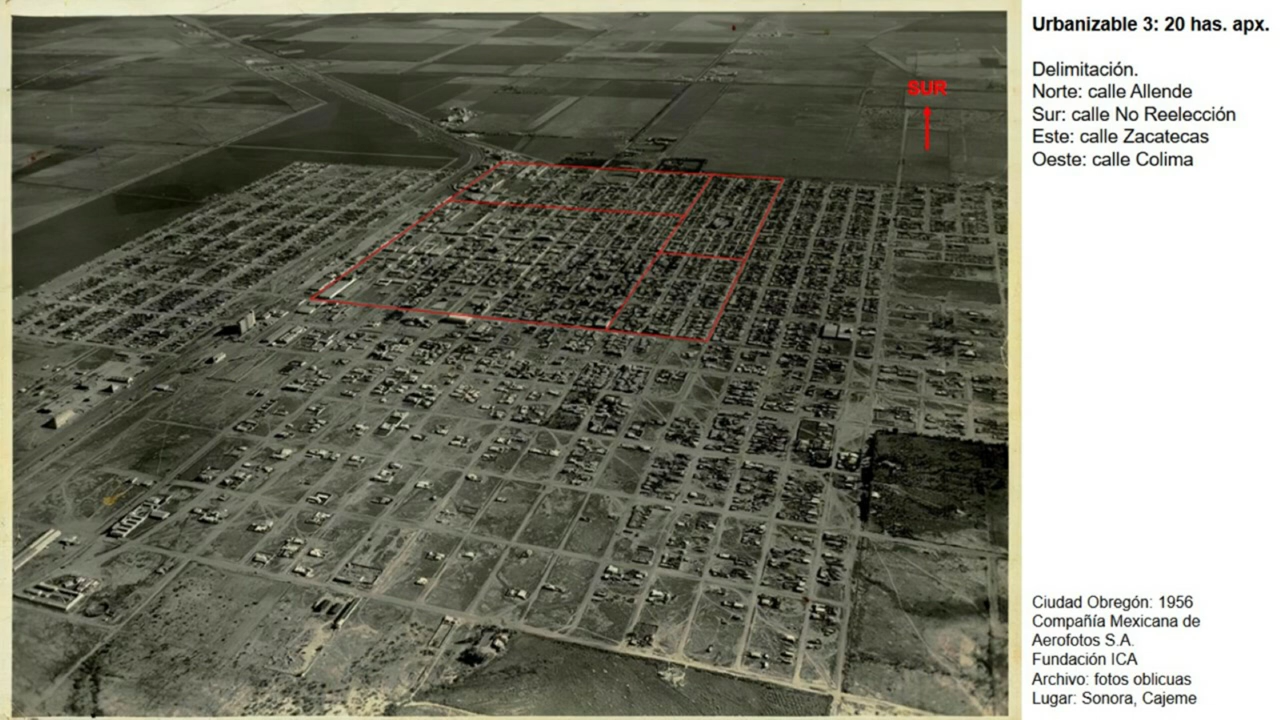 Urbanizable 3: 20 has. apx.
Delimitación.
Norte: calle Allende
Sur: calle No Reelección
Este: calle Zacatecas
Oeste: calle Colima
SUR
Ciudad Obregón: 1956
Compañía Mexicana de
Aerofotos S.A.
Fundación ICA
Archivo: fotos oblicuas
Lugar: Sonora, Cajeme